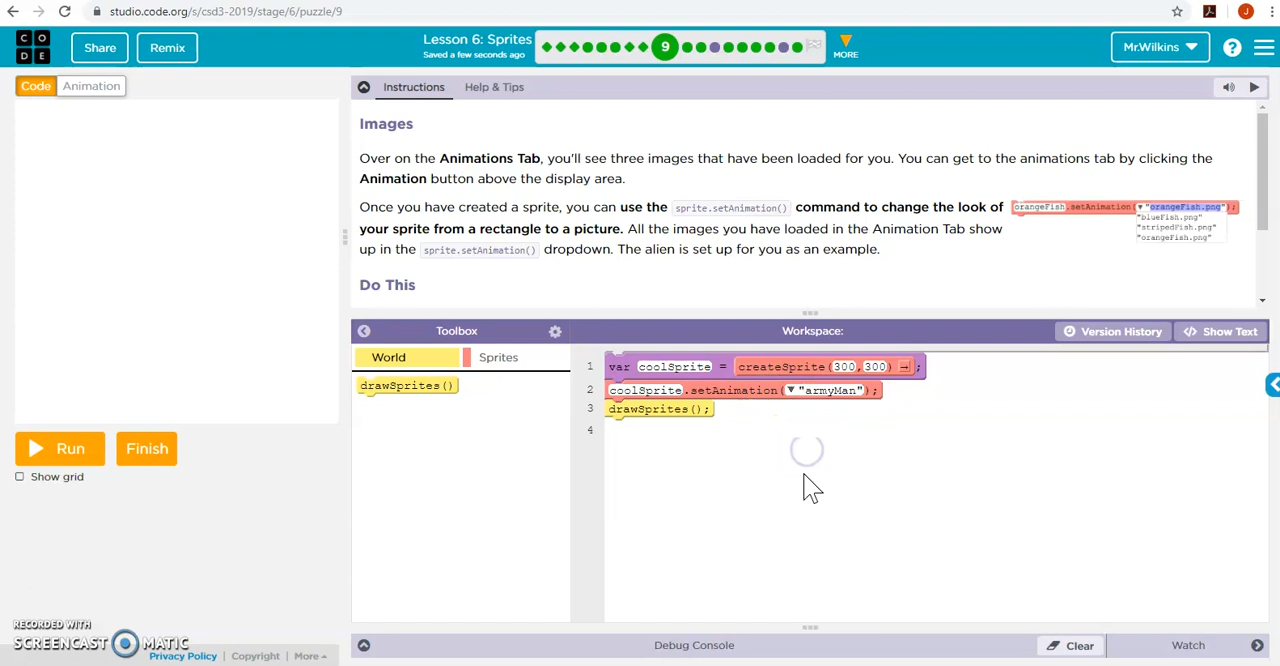 studio.code.org/s/csd3-2019/stage/6/puzzle/9
J
C O D E
Share
Remix
Lesson 6: Sprites
Saved a few seconds ago
9
MORE
Mr.Wilkins
?
Code
Animation
Instructions
Help & Tips
Images
Over on the Animations Tab, you'll see three images that have been loaded for you. You can get to the animations tab by clicking the
Animation button above the display area.
Once you have created a sprite, you can use the sprite.setAnimation() command to change the look of
your sprite from a rectangle to a picture. All the images you have loaded in the Animation Tab show
up in the sprite.setAnimation() dropdown. The alien is set up for you as an example.
orangeFish.setAnimation("orangeFish.png");
"blueFish.png"
"stripedFish.png"
"orangeFish.png"
Do This
Toolbox
Workspace:
Version History
</> Show Text
World
Sprites
drawSprites()
1 var coolSprite = createSprite(300,300);
2 coolSprite.setAnimation("armyMan");
3 drawSprites();
4
Run
Finish
Show grid
RECORDED WITH
SCREENCAST MATIC
Privacy Policy | Copyright | More
Debug Console
Clear
Watch